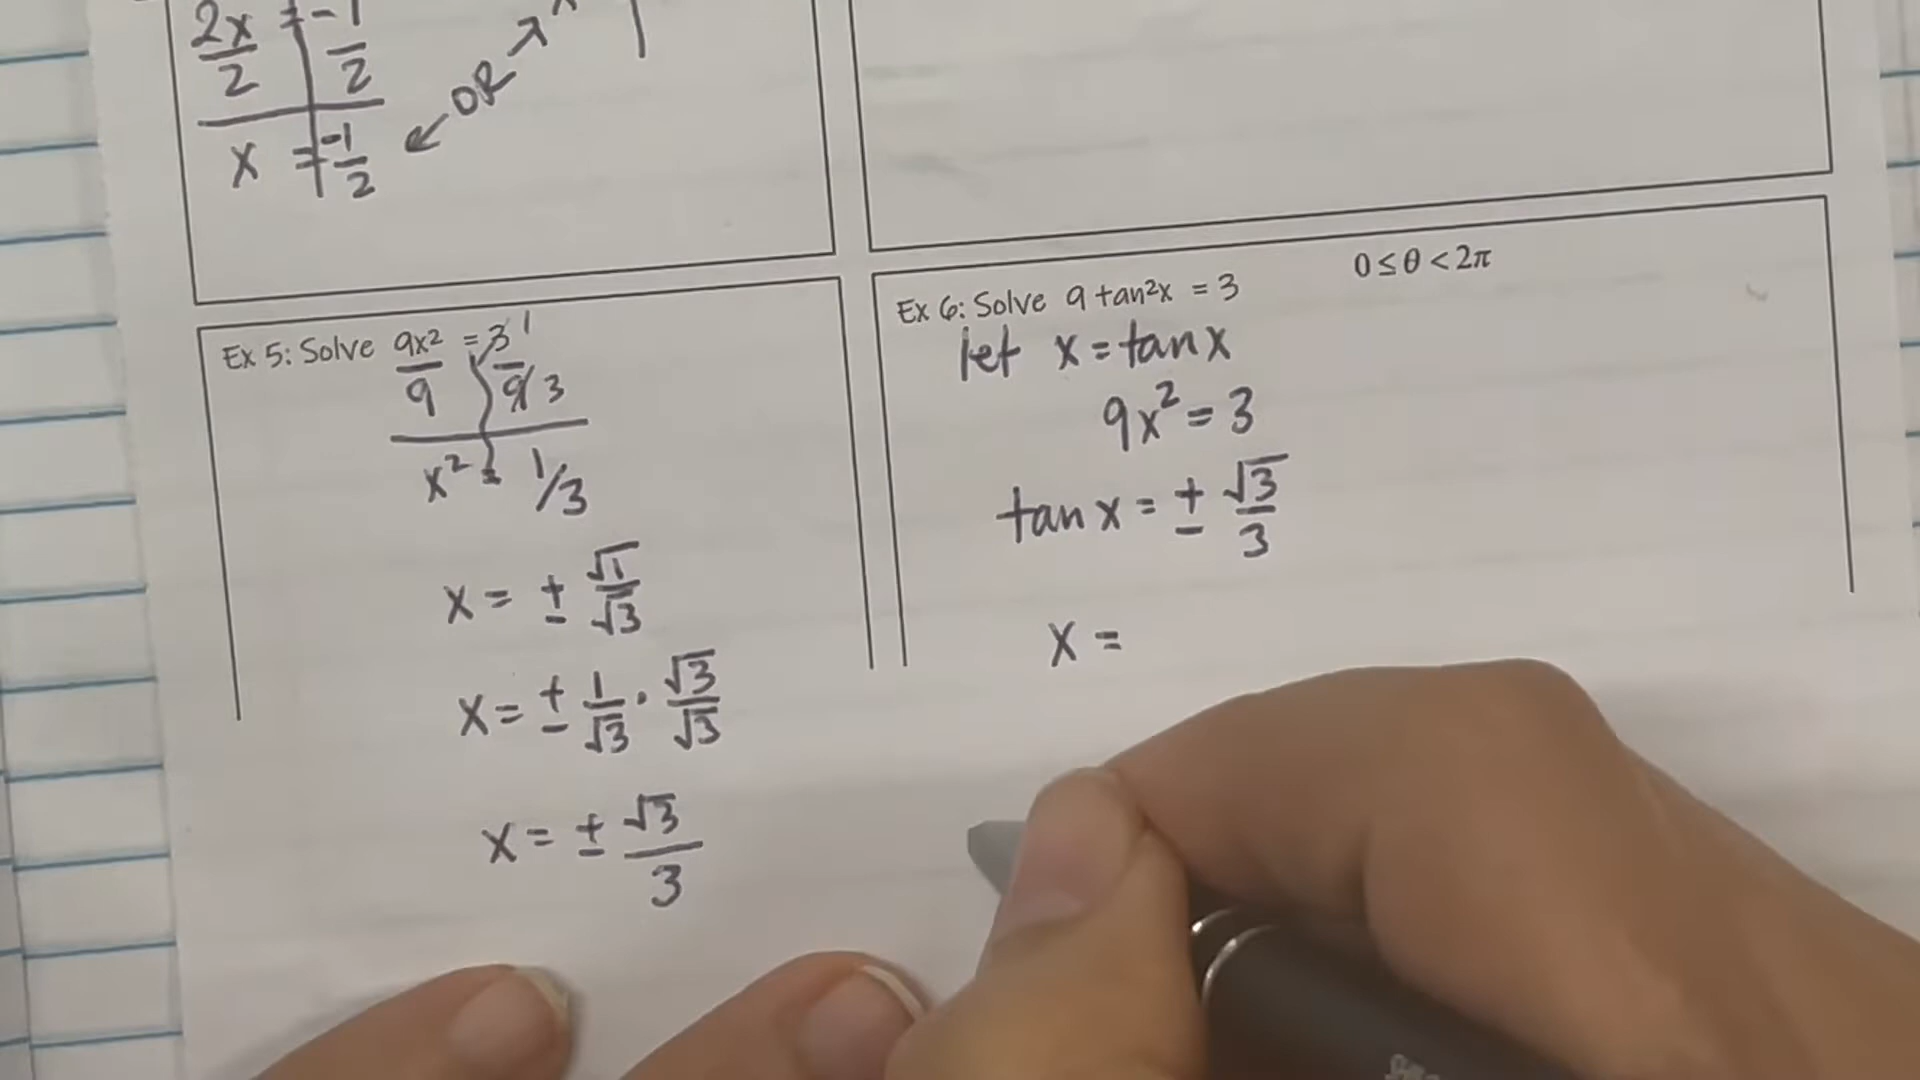 2x = -1
2 2
x = -1/2
← OR → x
Ex 5: Solve 9x² = 3 1
9 9 3
x² = 1/3
x = ± √1/√3
x = ± 1/√3 · √3/√3
x = ± √3/3
Ex 6: Solve 9 tan²x = 3 0 ≤ θ < 2π
let x = tan x
9x² = 3
tan x = ± √3/3
x =